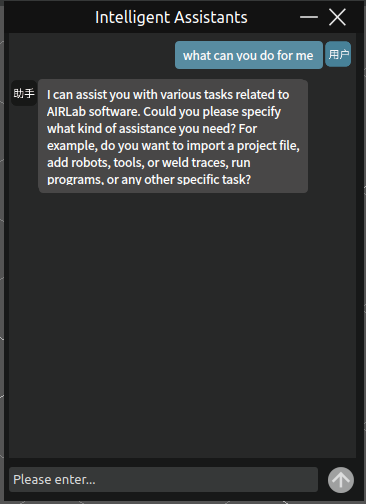 Intelligent Assistants
what can you do for me
用户
助手
I can assist you with various tasks related to
AIRLab software. Could you please specify
what kind of assistance you need? For
example, do you want to import a project file,
add robots, tools, or weld traces, run
programs, or any other specific task?
Please enter...